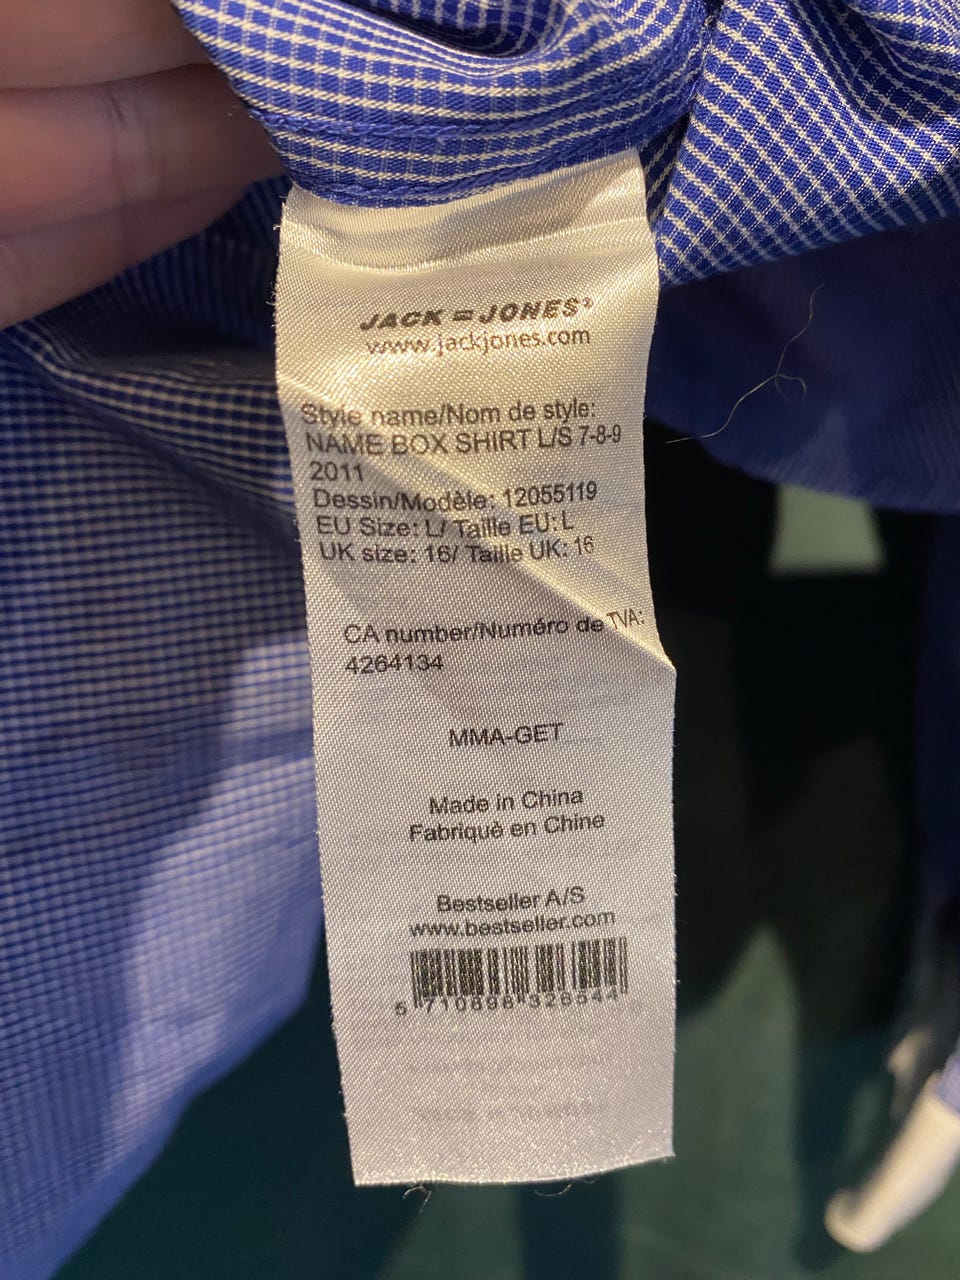 JACK = JONES®
www.jackjones.com
Style name/Nom de style:
NAME BOX SHIRT L/S 7-8-9
2011
Dessin/Modèle: 12055119
EU Size: L/ Taille EU: L
UK size: 16/ Taille UK: 16
CA number/Numéro de TVA:
4264134
MMA-GET
Made in China
Fabriquè en Chine
Bestseller A/S
www.bestseller.com
5 710898 326544